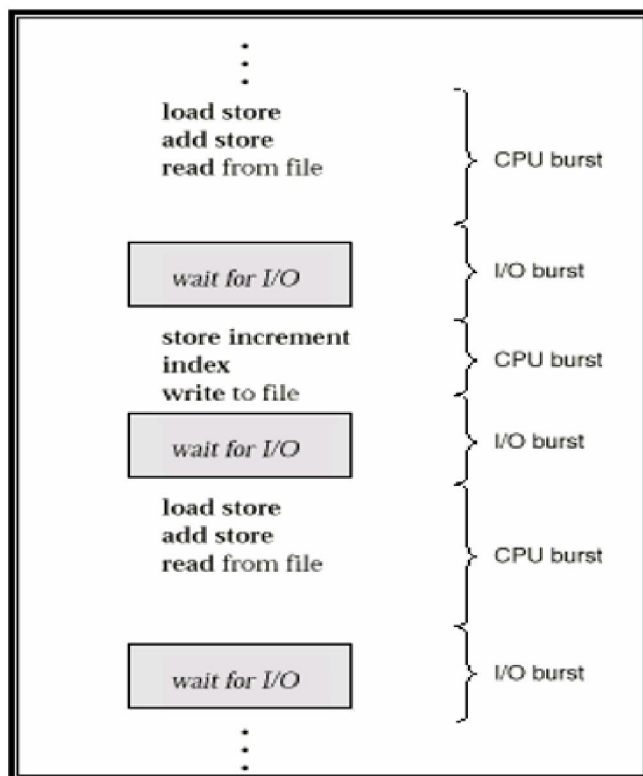 load store
add store
read from file
CPU burst
wait for I/O
I/O burst
store increment
index
write to file
CPU burst
wait for I/O
I/O burst
load store
add store
read from file
CPU burst
wait for I/O
I/O burst